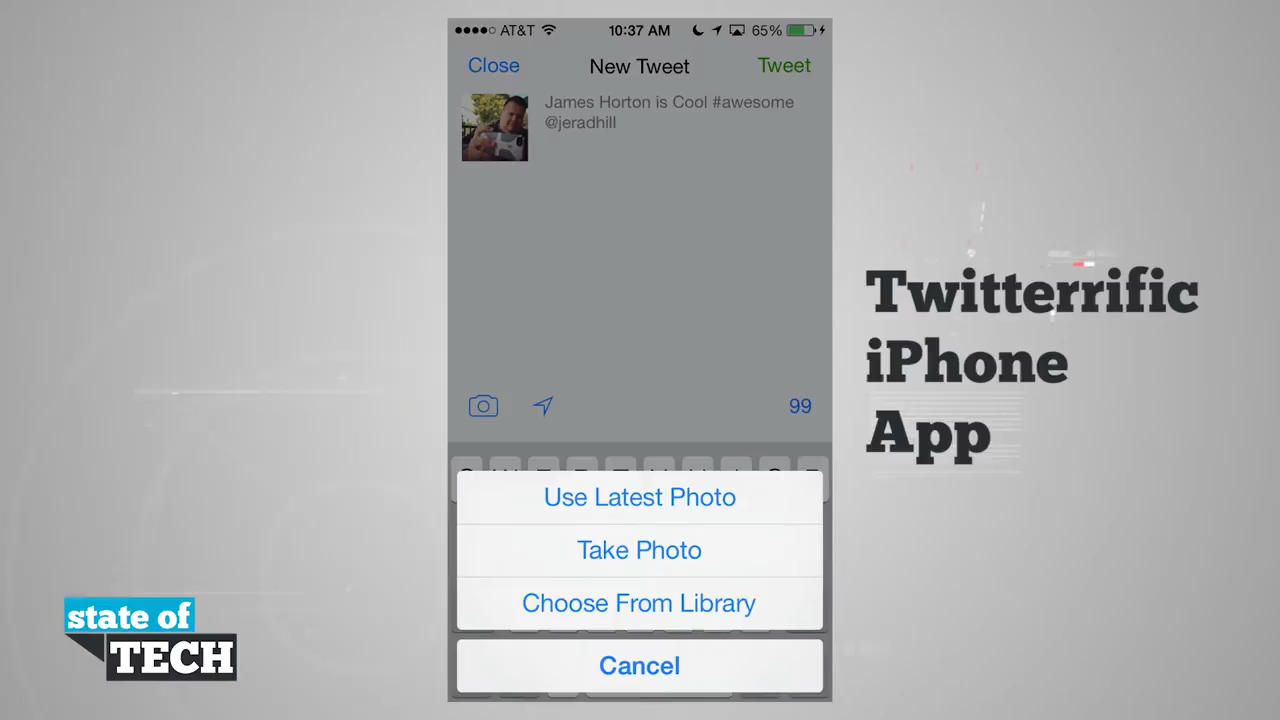 AT&T 10:37 AM 65%
Close New Tweet Tweet
James Horton is Cool #awesome
@jeradhill
99
Use Latest Photo
Take Photo
Choose From Library
Cancel
Twitterrific
iPhone
App
state of
TECH